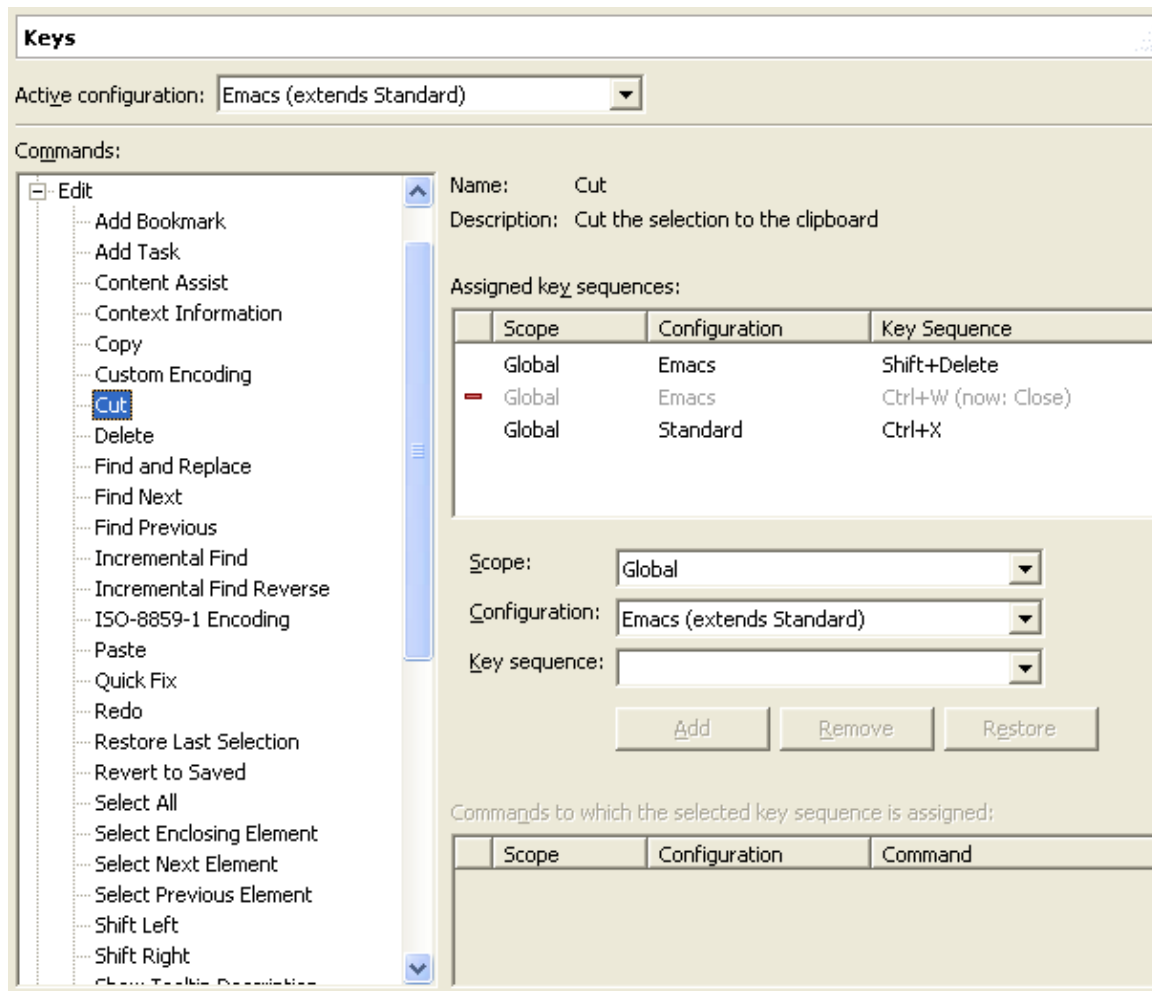 Keys
Active configuration: Emacs (extends Standard)
Commands:
Edit
Add Bookmark
Add Task
Content Assist
Context Information
Copy
Custom Encoding
Cut
Delete
Find and Replace
Find Next
Find Previous
Incremental Find
Incremental Find Reverse
ISO-8859-1 Encoding
Paste
Quick Fix
Redo
Restore Last Selection
Revert to Saved
Select All
Select Enclosing Element
Select Next Element
Select Previous Element
Shift Left
Shift Right
Show Tooltip Description
Name: Cut
Description: Cut the selection to the clipboard
Assigned key sequences:
Scope Configuration Key Sequence
Global Emacs Shift+Delete
Global Emacs Ctrl+W (now: Close)
Global Standard Ctrl+X
Scope: Global
Configuration: Emacs (extends Standard)
Key sequence:
Add Remove Restore
Commands to which the selected key sequence is assigned:
Scope Configuration Command